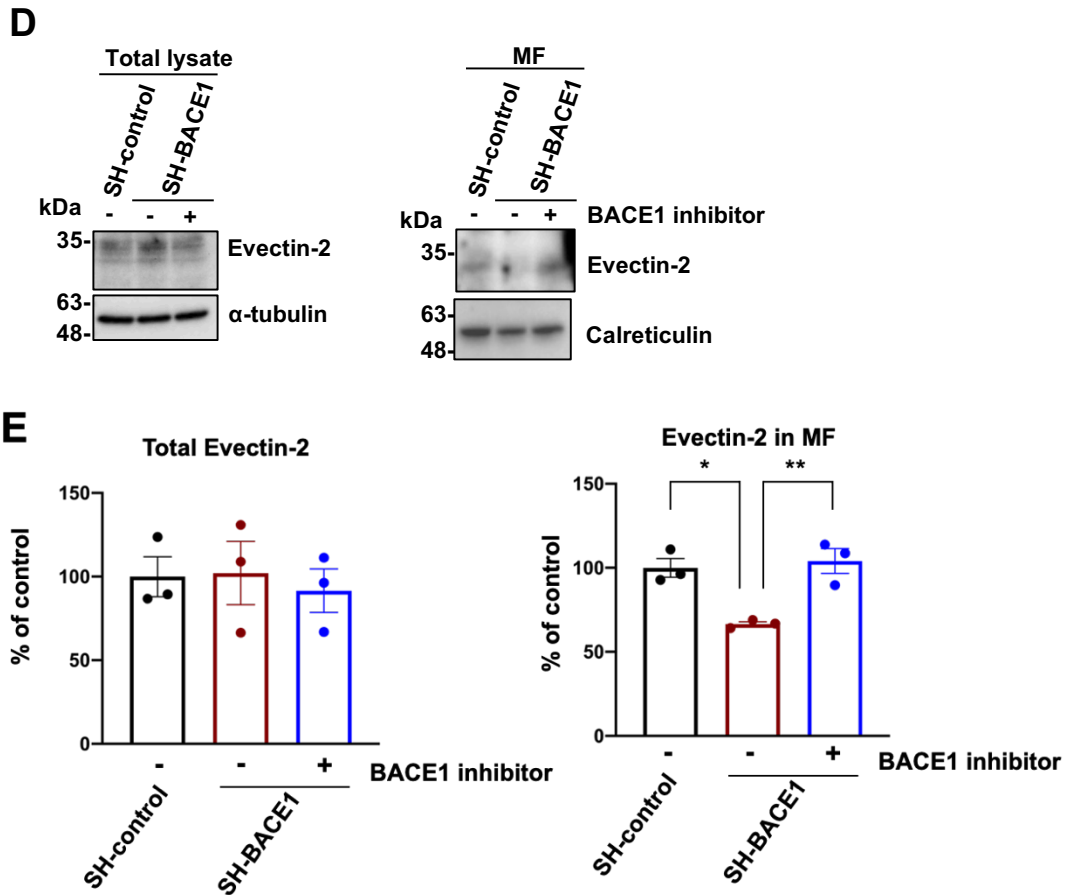 D
Total lysate
SH-control
SH-BACE1
kDa
- - +
35-
Evectin-2
63-
α-tubulin
48-
MF
SH-control
SH-BACE1
kDa
- - +
BACE1 inhibitor
35-
Evectin-2
63-
Calreticulin
48-
E
Total Evectin-2
% of control
150
100
50
0
- - +
BACE1 inhibitor
SH-control
SH-BACE1
Evectin-2 in MF
* **
% of control
150
100
50
0
- - +
BACE1 inhibitor
SH-control
SH-BACE1